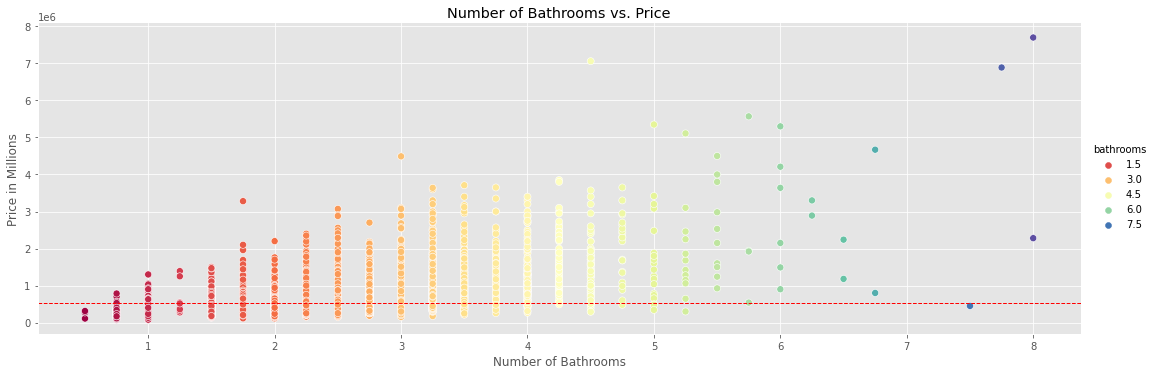 Number of Bathrooms vs. Price
1e6
8
7
6
5
4
3
2
1
0
Price in Millions
1 2 3 4 5 6 7 8
Number of Bathrooms
bathrooms
1.5
3.0
4.5
6.0
7.5